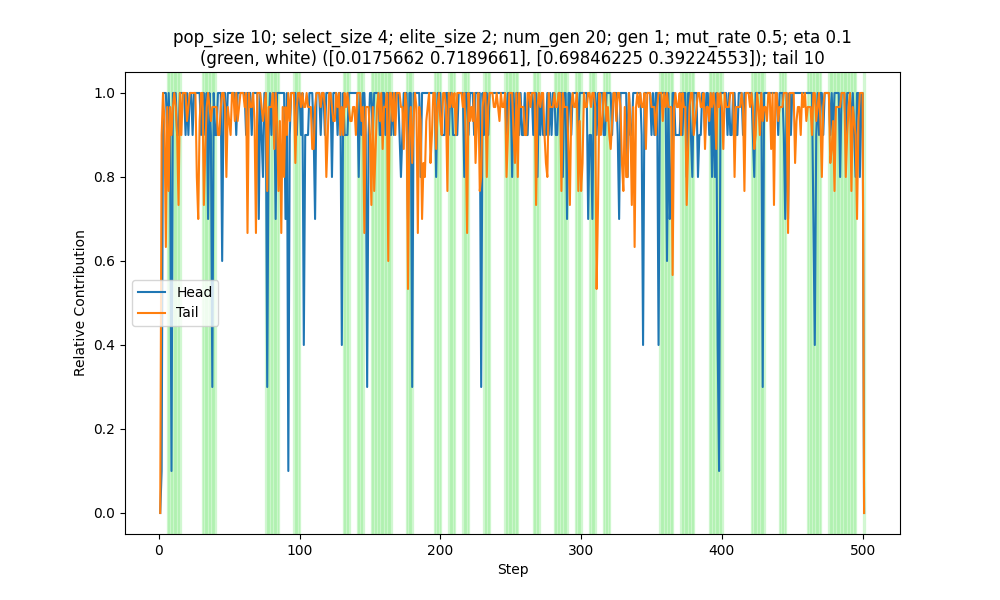 pop_size 10; select_size 4; elite_size 2; num_gen 20; gen 1; mut_rate 0.5; eta 0.1
(green, white) ([0.0175662 0.7189661], [0.69846225 0.39224553]); tail 10
1.0
0.8
0.6
0.4
0.2
0.0
Relative Contribution
Head
Tail
0
100
200
300
400
500
Step